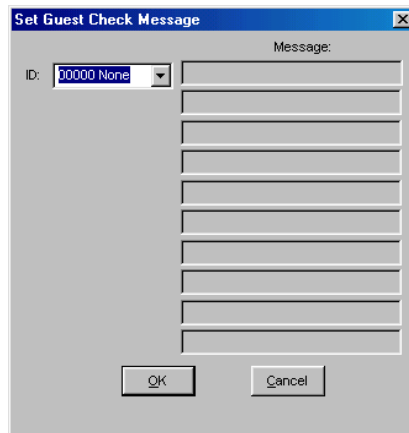 Set Guest Check Message
Message:
ID: 00000 None
OK
Cancel